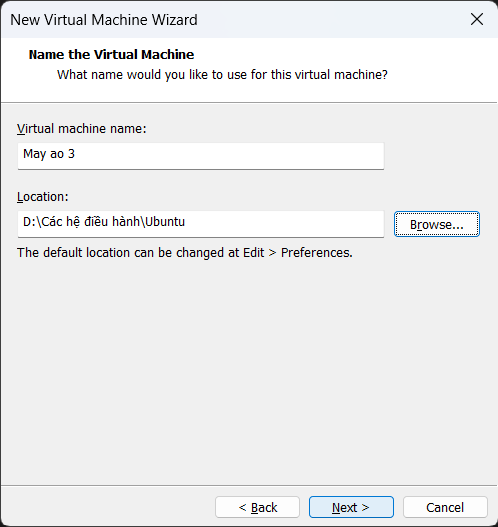 New Virtual Machine Wizard
Name the Virtual Machine
What name would you like to use for this virtual machine?
Virtual machine name:
May ao 3
Location:
D:\Các hệ điều hành\Ubuntu
Browse...
The default location can be changed at Edit > Preferences.
< Back
Next >
Cancel